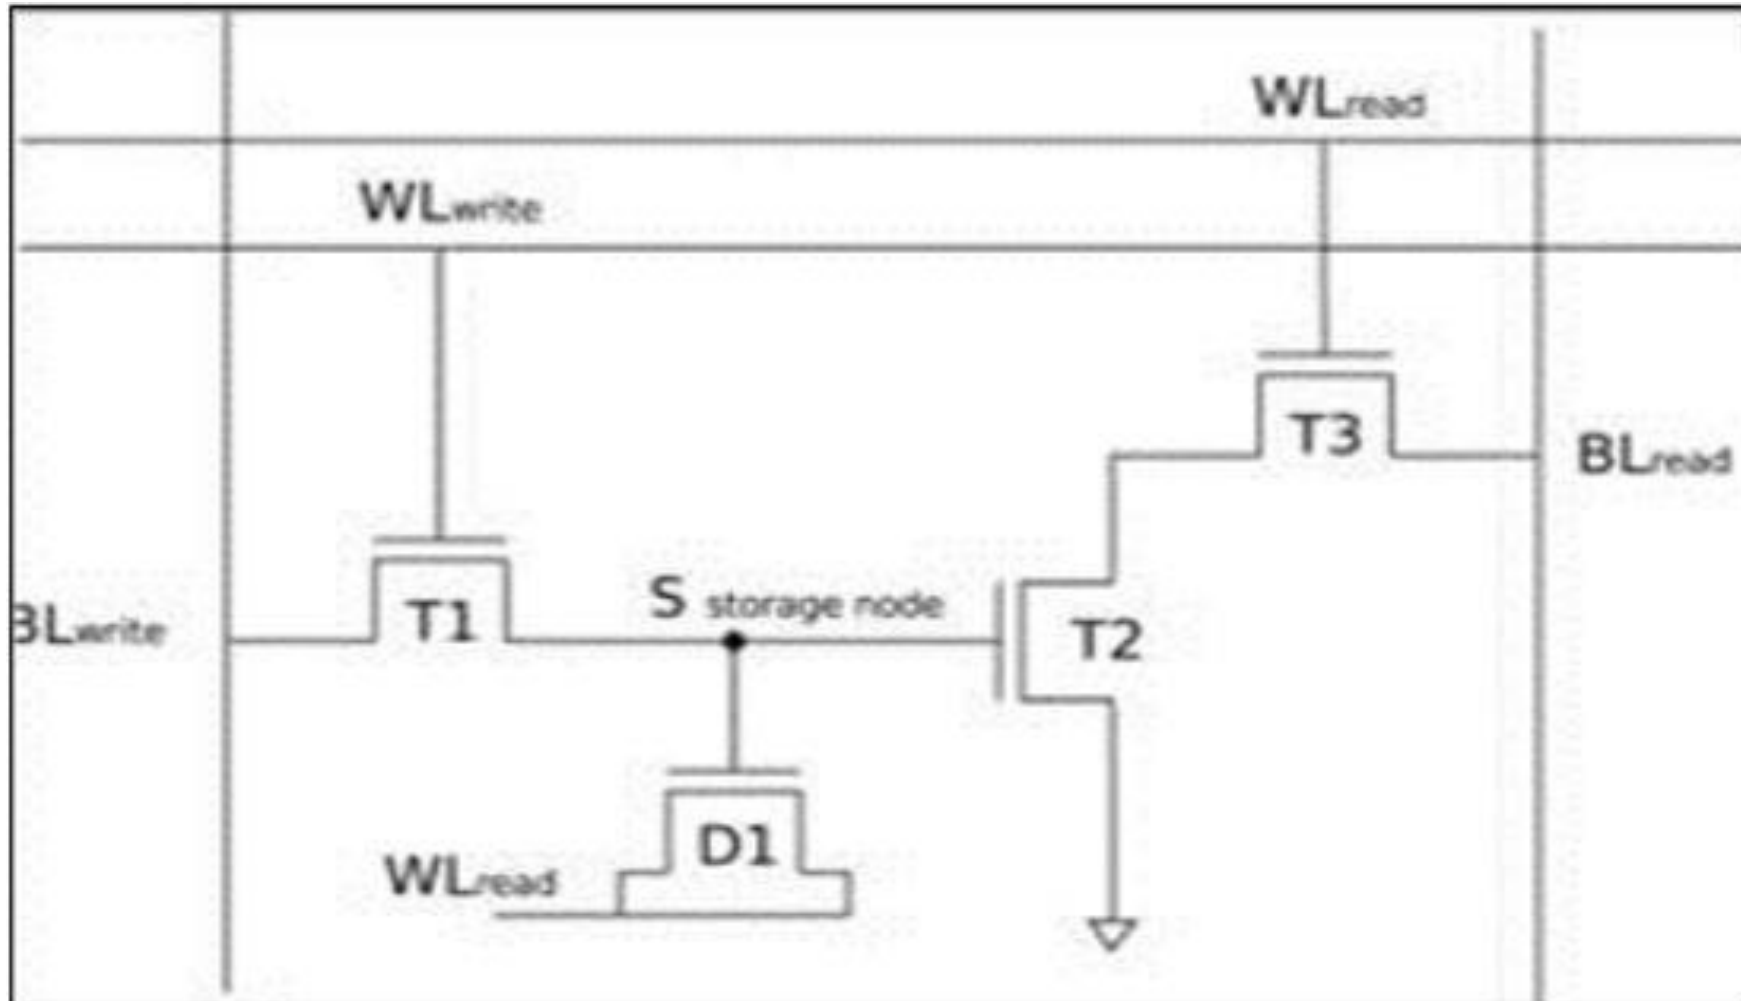 WLread
WLwrite
T3
BLread
S storage node
T1
BLwrite
T2
D1
WLread